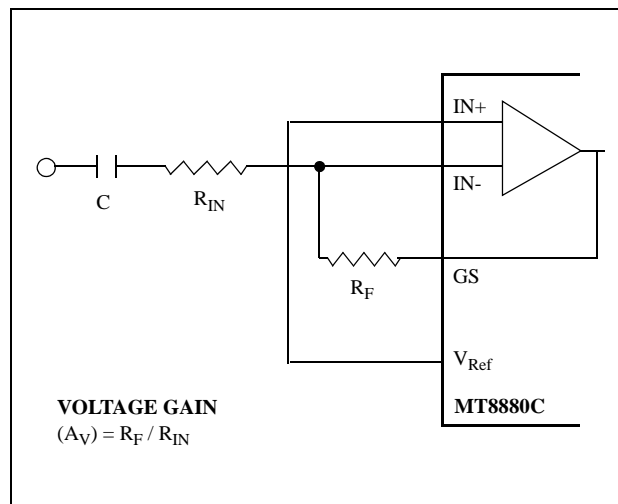 IN+
IN-
C
R_IN
R_F
GS
V_Ref
VOLTAGE GAIN
(A_V) = R_F / R_IN
MT8880C